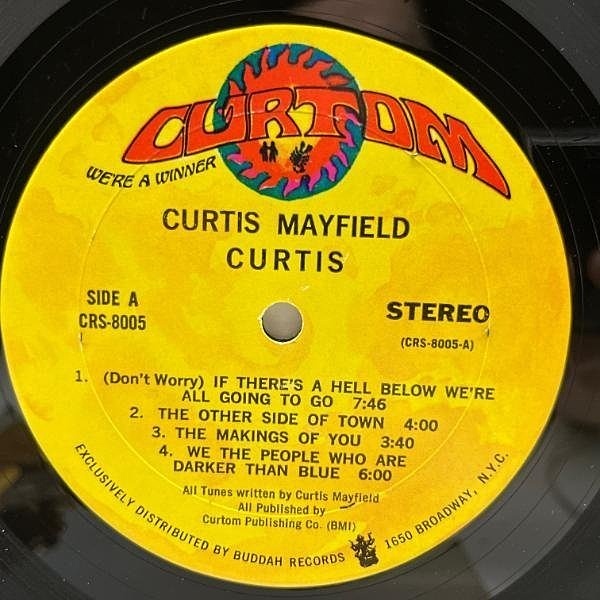 CURTOM
WE'RE A WINNER
CURTIS MAYFIELD
CURTIS
SIDE A
CRS-8005
STEREO
(CRS-8005-A)
1. (Don't Worry) IF THERE'S A HELL BELOW WE'RE
ALL GOING TO GO 7:46
2. THE OTHER SIDE OF TOWN 4:00
3. THE MAKINGS OF YOU 3:40
4. WE THE PEOPLE WHO ARE
DARKER THAN BLUE 6:00
All Tunes written by Curtis Mayfield
All Published by
Curtom Publishing Co. (BMI)
EXCLUSIVELY DISTRIBUTED BY BUDDAH RECORDS 1650 BROADWAY, N.Y.C.